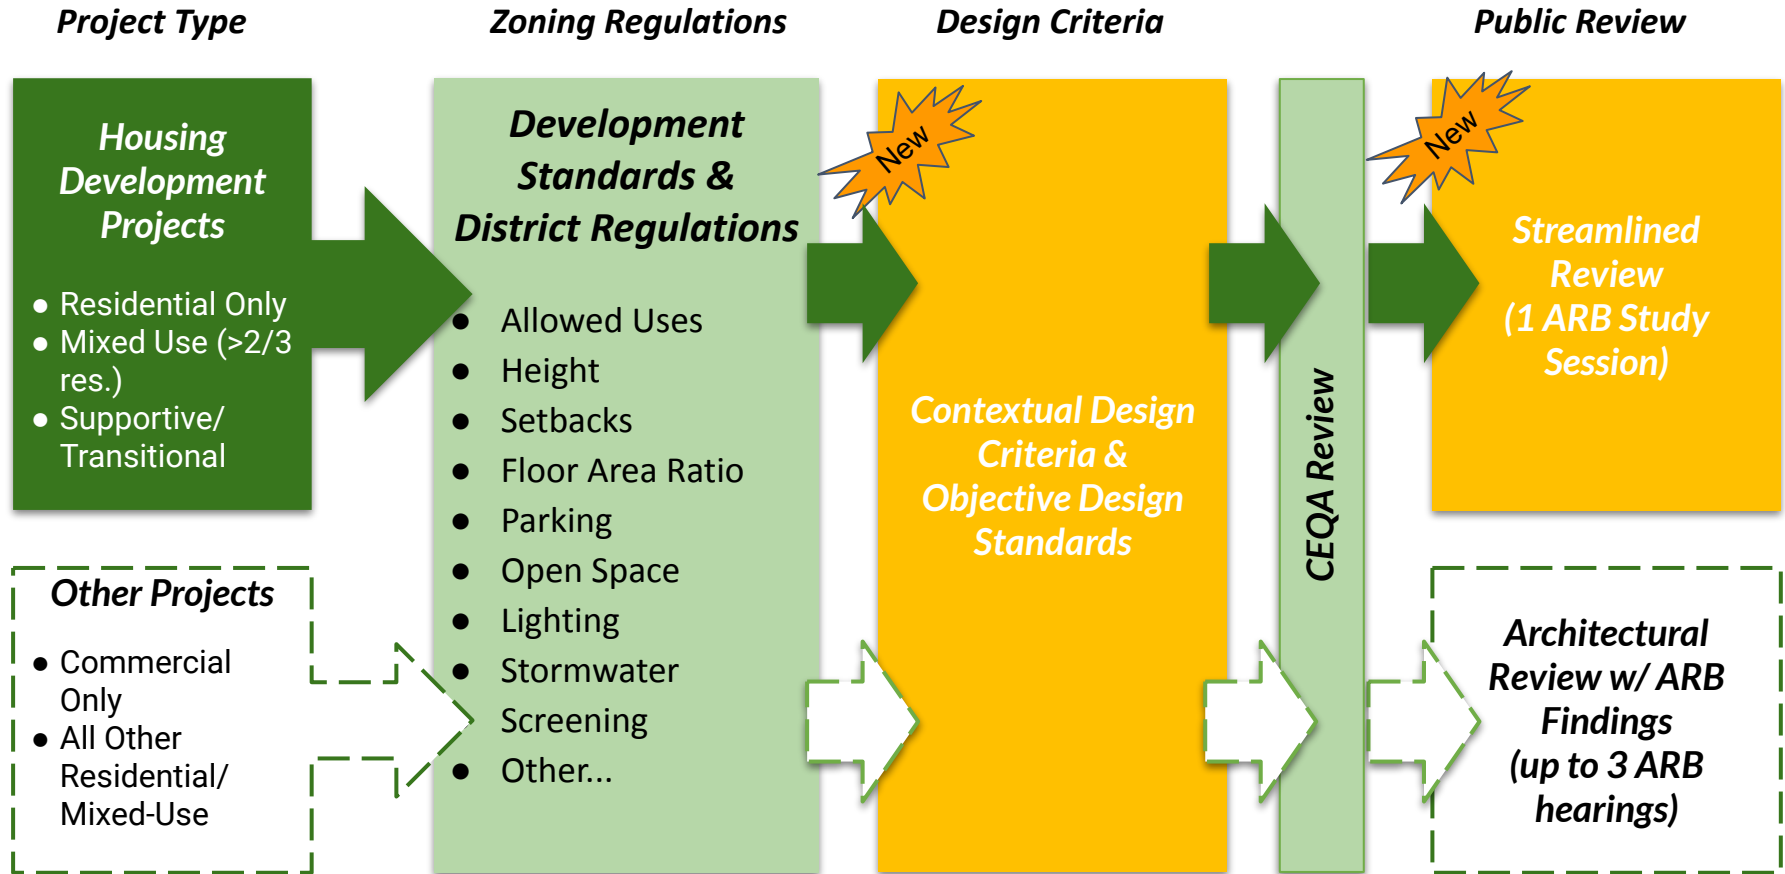 Project Type
Zoning Regulations
Design Criteria
Public Review
Housing
Development
Projects
● Residential Only
● Mixed Use (>2/3
res.)
● Supportive/
Transitional
Other Projects
● Commercial
Only
● All Other
Residential/
Mixed-Use
Development
Standards &
District Regulations
● Allowed Uses
● Height
● Setbacks
● Floor Area Ratio
● Parking
● Open Space
● Lighting
● Stormwater
● Screening
● Other...
New
Contextual Design
Criteria &
Objective Design
Standards
CEQA Review
New
Streamlined
Review
(1 ARB Study
Session)
Architectural
Review w/ ARB
Findings
(up to 3 ARB
hearings)